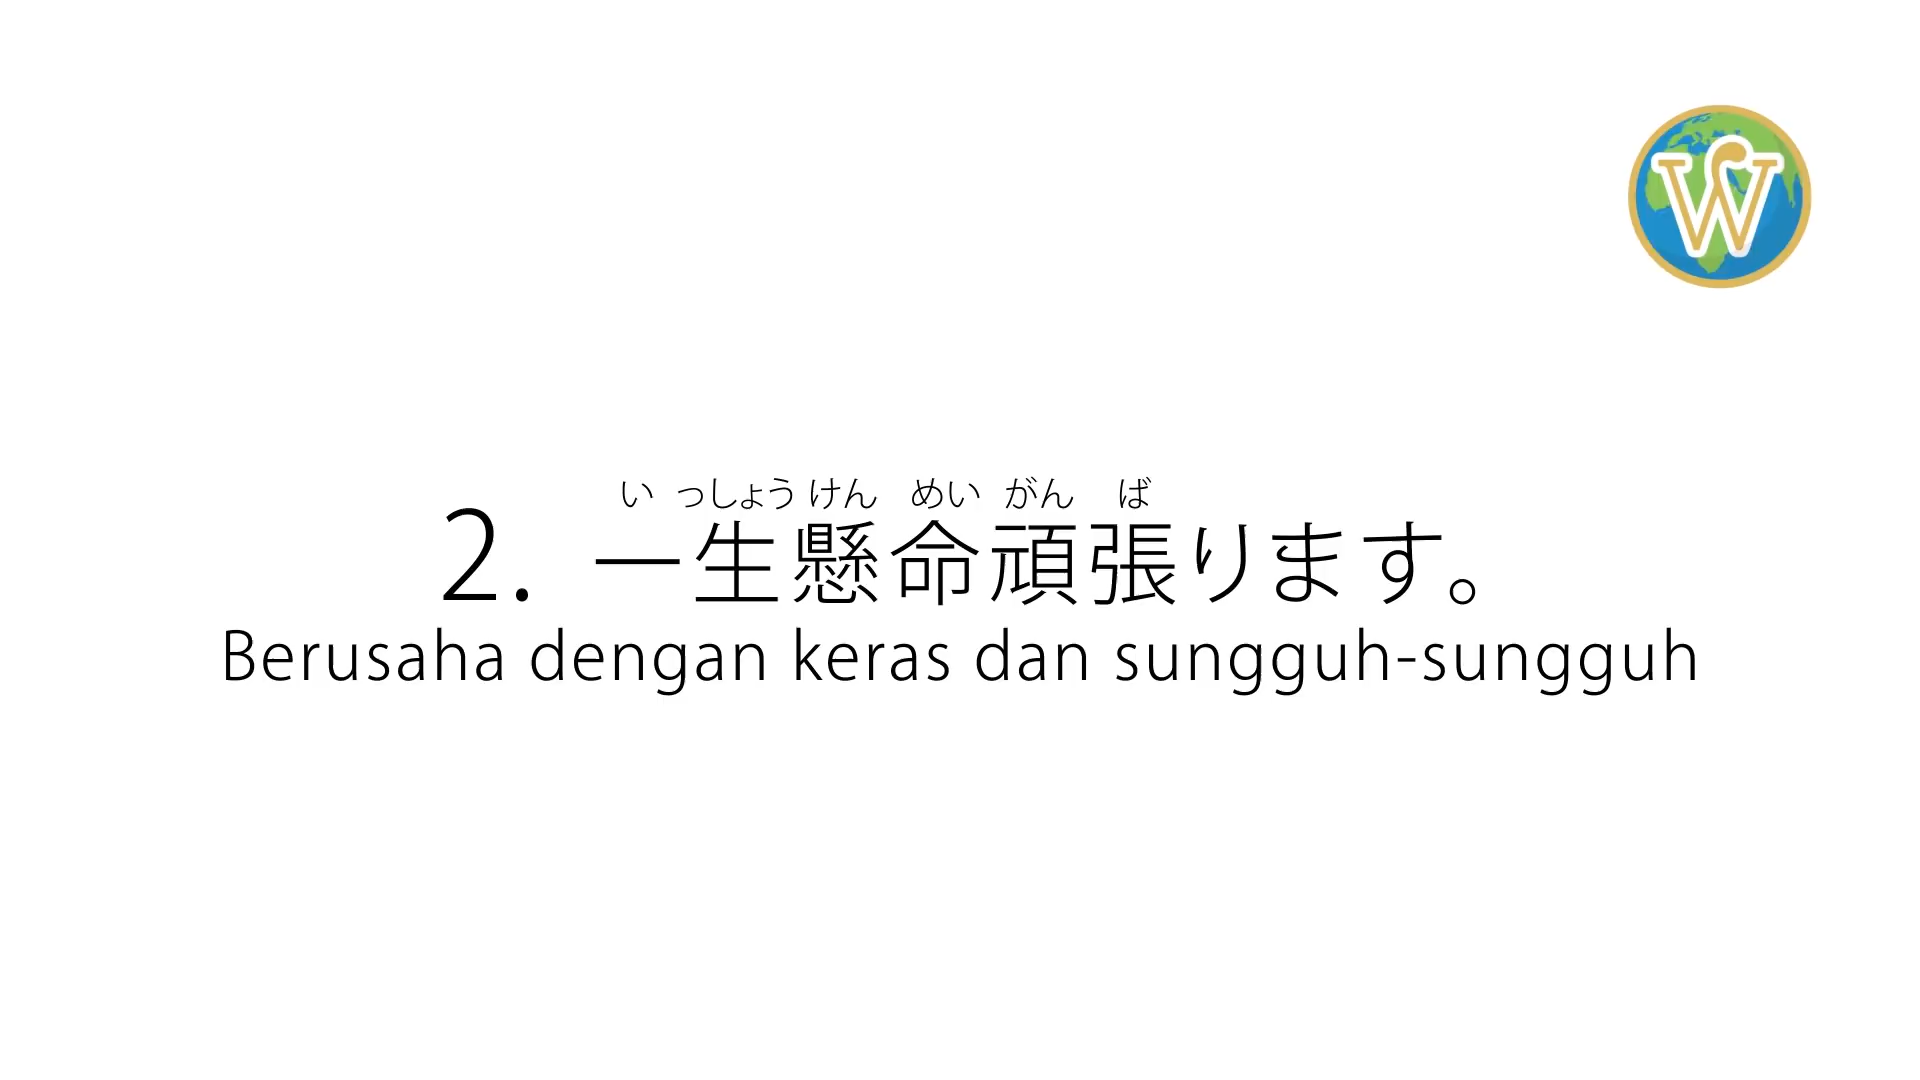 い っしょう けん めい がん ば
2. 一生懸命頑張ります。
Berusaha dengan keras dan sungguh-sungguh
W